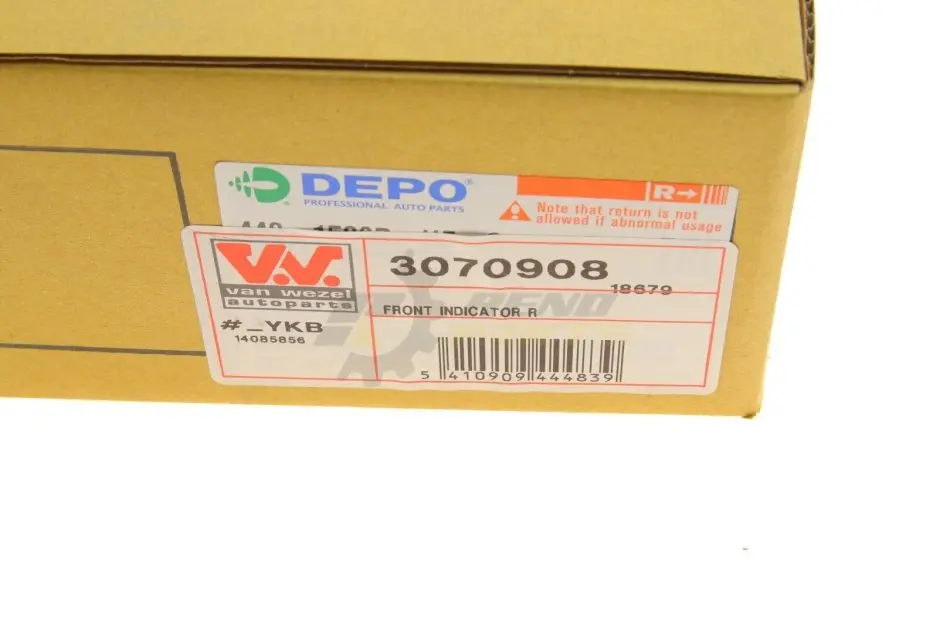 DEPO®
PROFESSIONAL AUTO PARTS
R→
Note that return is not
allowed if abnormal usage
V.V.
van wezel
autoparts
3070908
18679
FRONT INDICATOR R
#_YKB
14085856
5 410909 444839